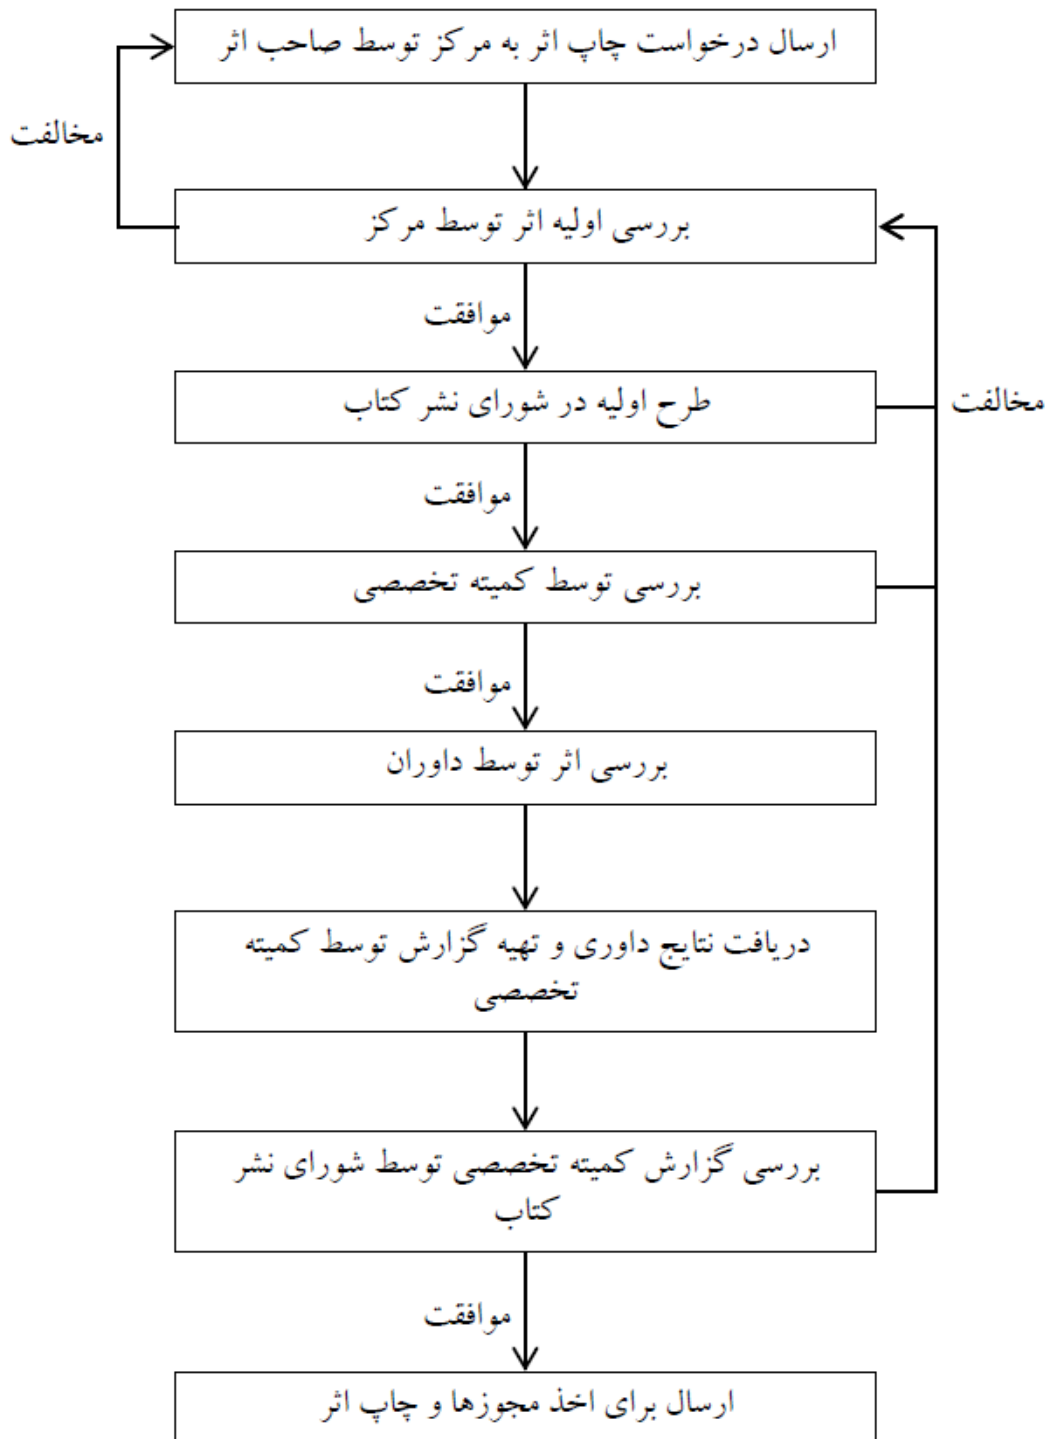 ارسال درخواست چاپ اثر به مرکز توسط صاحب اثر
مخالفت
بررسی اولیه اثر توسط مرکز
موافقت
طرح اولیه در شورای نشر کتاب
مخالفت
موافقت
بررسی توسط کمیته تخصصی
موافقت
بررسی اثر توسط داوران
دریافت نتایج داوری و تهیه گزارش توسط کمیته
تخصصی
بررسی گزارش کمیته تخصصی توسط شورای نشر
کتاب
موافقت
ارسال برای اخذ مجوزها و چاپ اثر